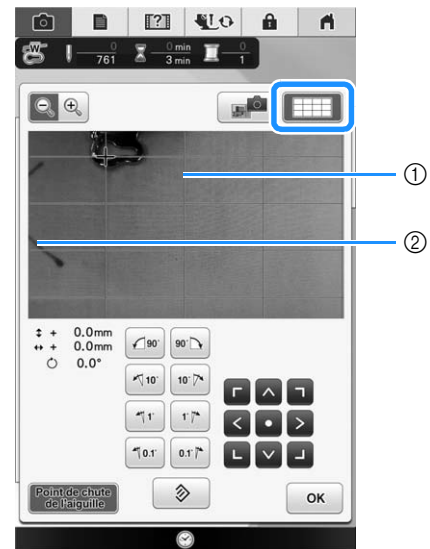 W 0 0 min 0
761 3 min 1
①
②
+ 0.0mm
+ 0.0mm
0.0°
90° 90°
10° 10°
1° 1°
0.1° 0.1°
Point de chute
de l'aiguille
OK